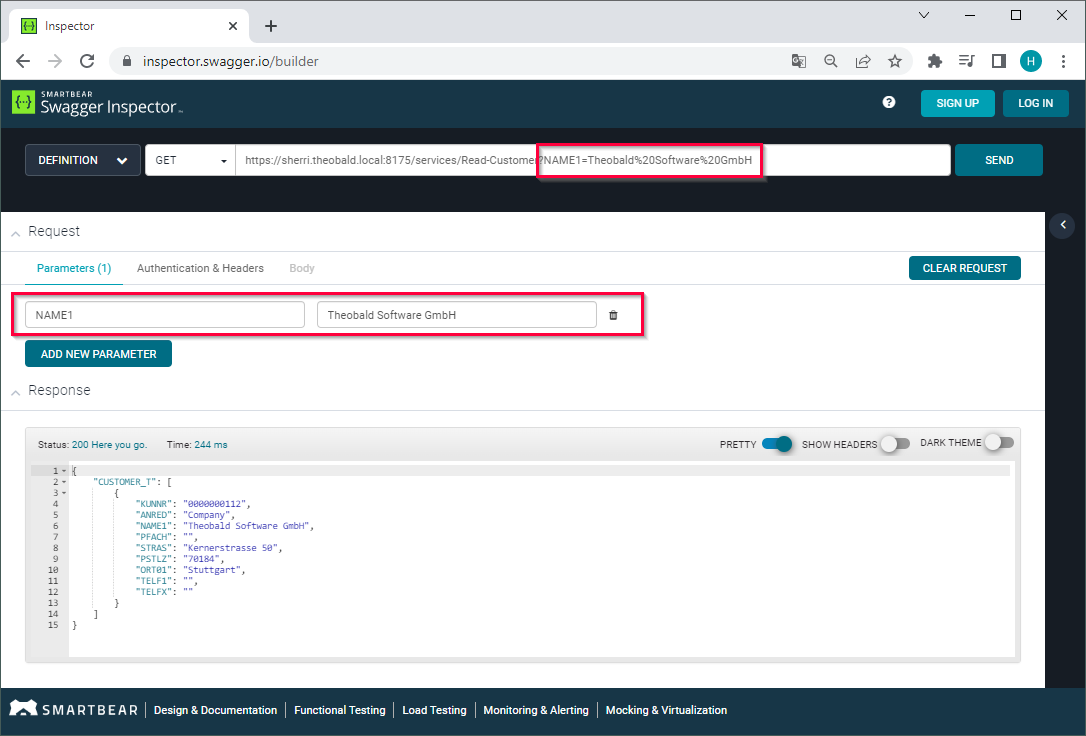 Inspector
inspector.swagger.io/builder
H
SMARTBEAR
Swagger Inspector
SIGN UP
LOG IN
DEFINITION
GET
https://sherri.theobald.local:8175/services/Read-Customer?NAME1=Theobald%20Software%20GmbH
SEND
Request
Parameters (1)
Authentication & Headers
Body
CLEAR REQUEST
NAME1
Theobald Software GmbH
ADD NEW PARAMETER
Response
Status: 200 Here you go.
Time: 244 ms
PRETTY
SHOW HEADERS
DARK THEME
1 {
2 "CUSTOMER_T": [
3 {
4 "KUNNR": "0000000112",
5 "ANRED": "Company",
6 "NAME1": "Theobald Software GmbH",
7 "PFACH": "",
8 "STRAS": "Kernerstrasse 50",
9 "PSTLZ": "70184",
10 "ORT01": "Stuttgart",
11 "TELF1": "",
12 "TELFX": ""
13 }
14 ]
15 }
SMARTBEAR
Design & Documentation
Functional Testing
Load Testing
Monitoring & Alerting
Mocking & Virtualization